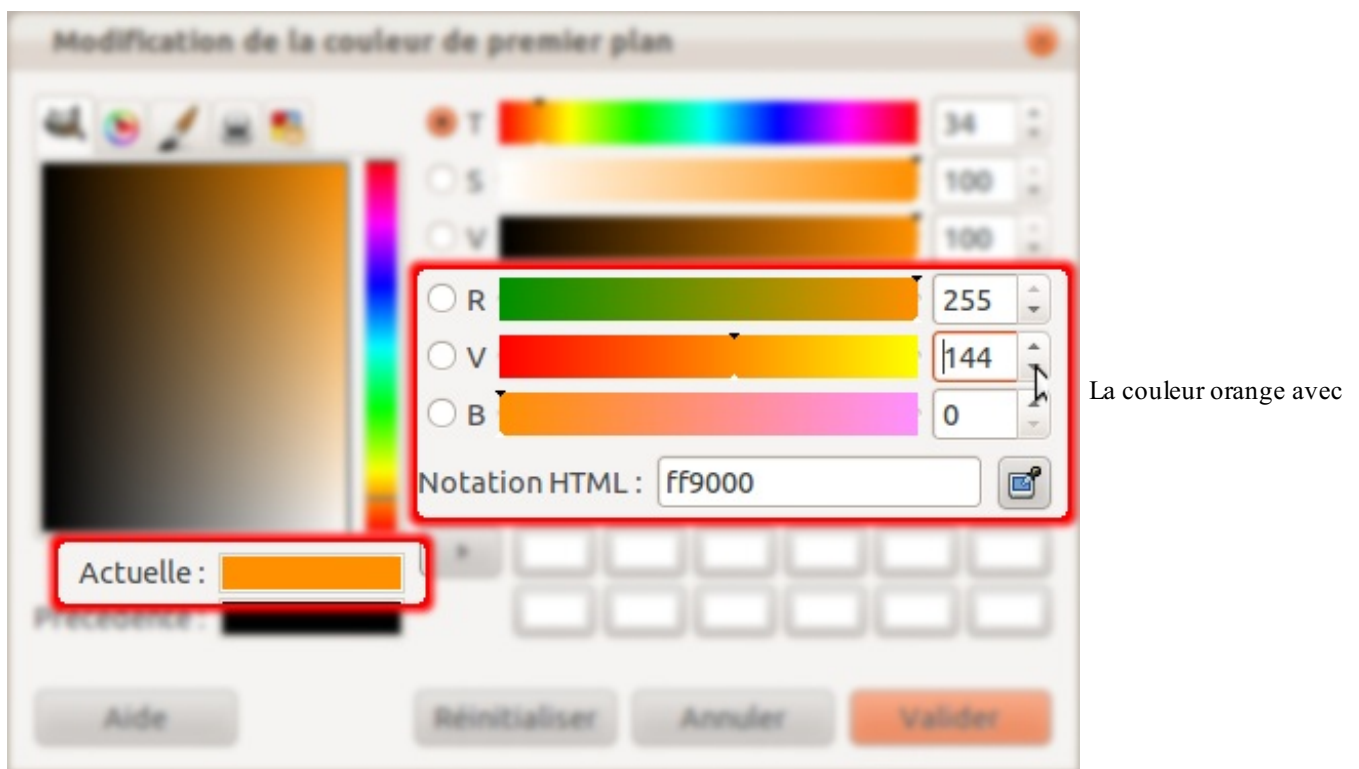 Modification de la couleur de premier plan
T 34
S 100
V 100
R 255
V 144
B 0
Notation HTML : ff9000
Actuelle :
Précédente :
Aide Réinitialiser Annuler Valider
La couleur orange avec